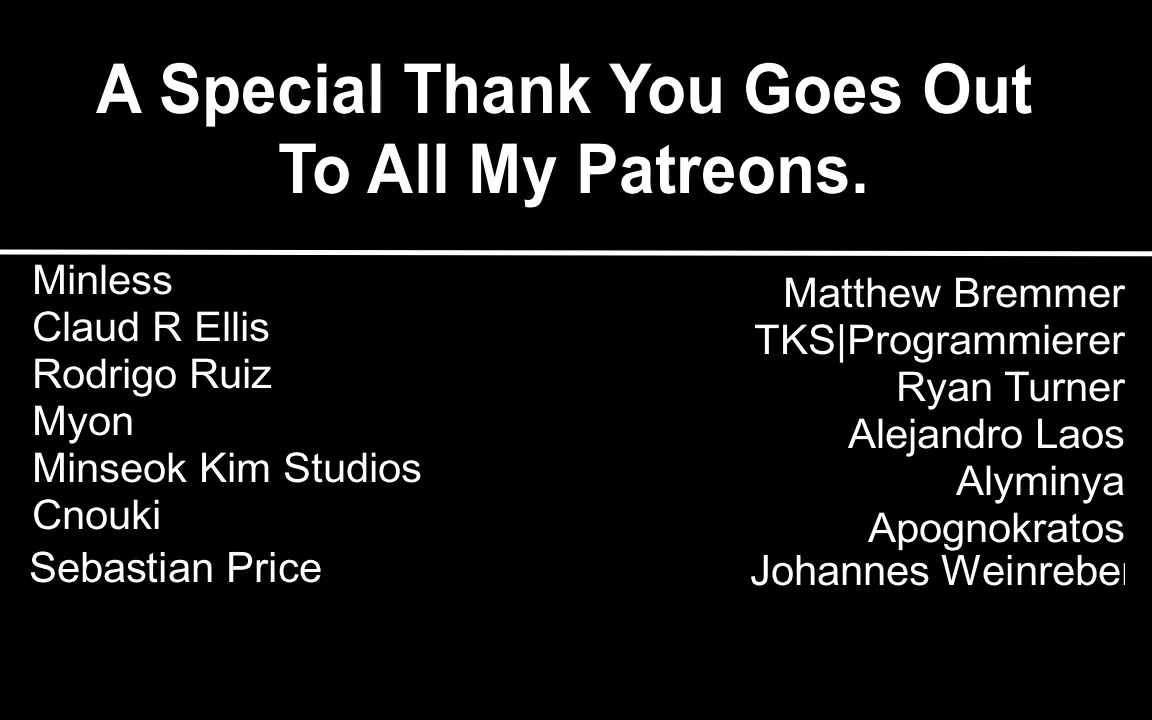 A Special Thank You Goes Out
To All My Patreons.
Minless
Claud R Ellis
Rodrigo Ruiz
Myon
Minseok Kim Studios
Cnouki
Sebastian Price
Matthew Bremmer
TKS|Programmierer
Ryan Turner
Alejandro Laos
Alyminya
Apognokratos
Johannes Weinreber